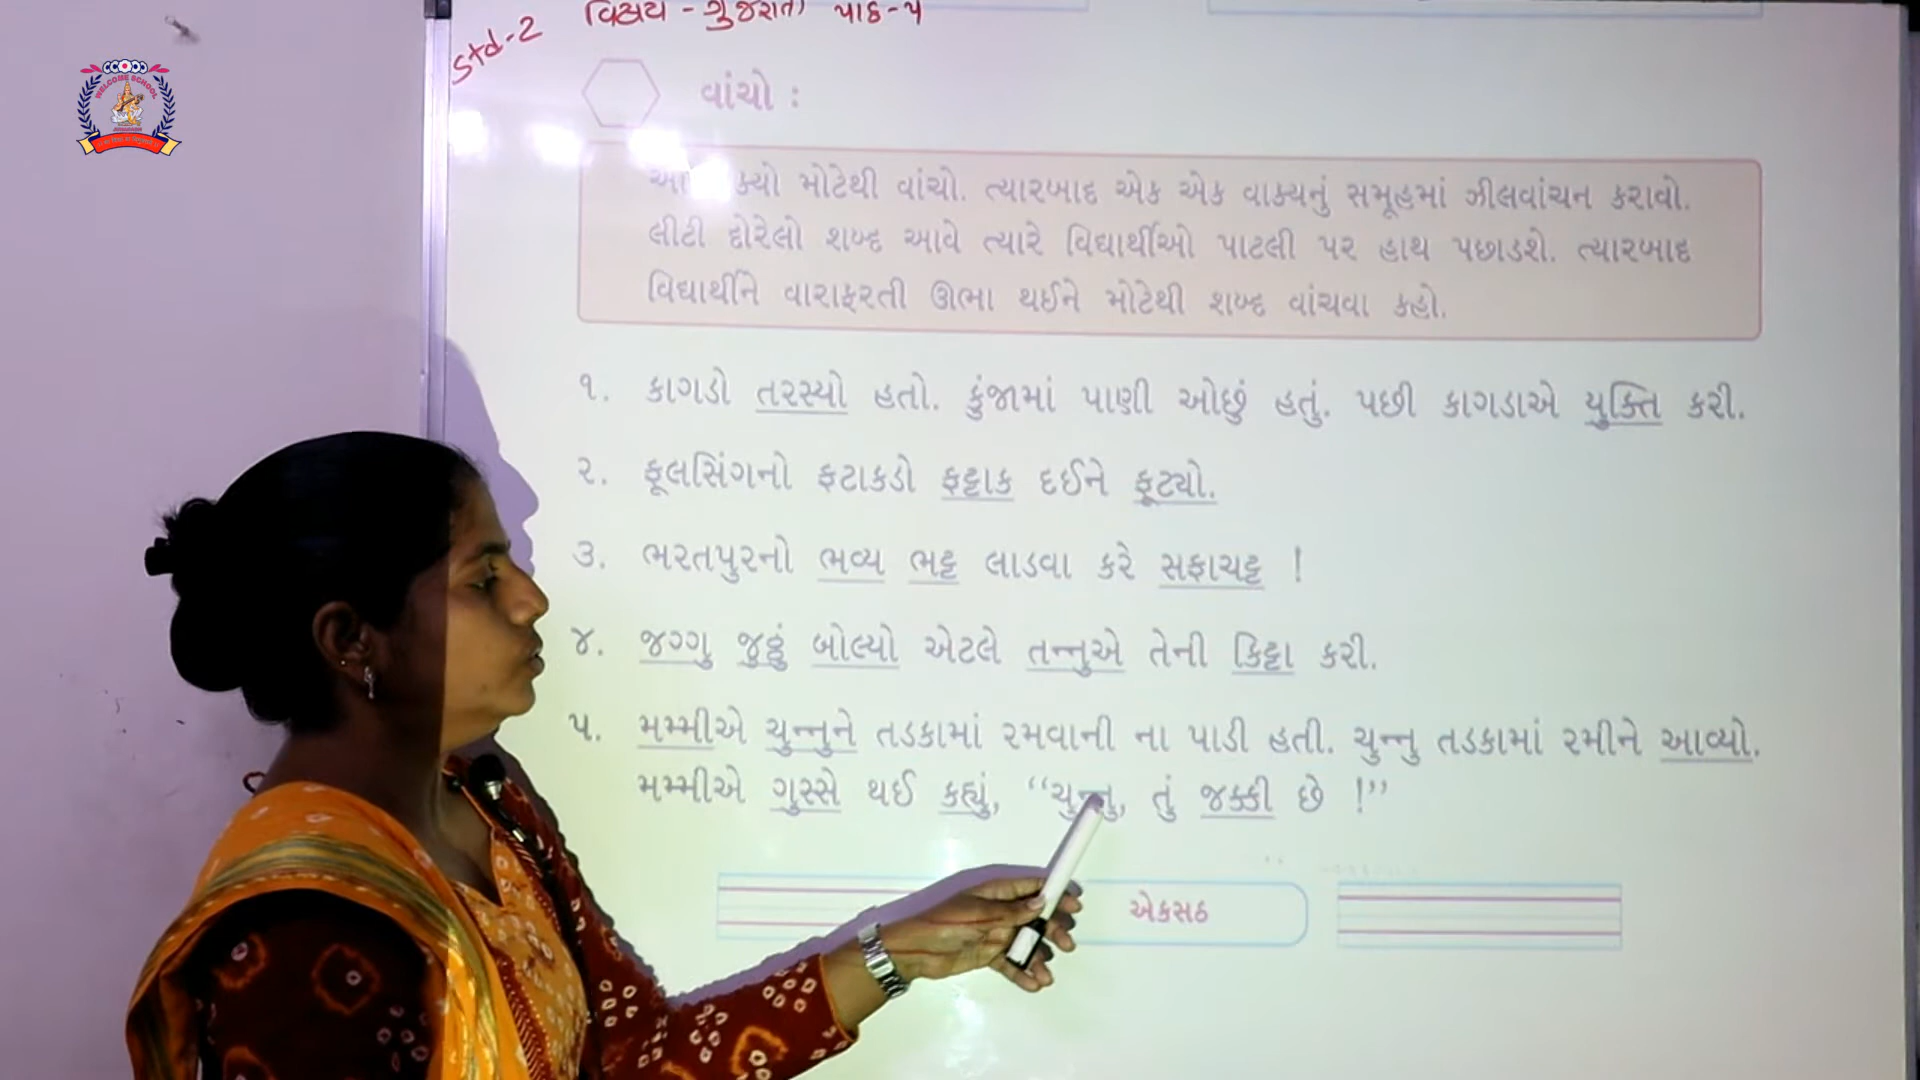 Std-2 વિષય - ગુજરાતી પાઠ-૫
WELCOME SCHOOL
વાંચો :
મોટેથી વાંચો. ત્યારબાદ એક એક વાક્યનું સમૂહમાં ઝીલવાંચન કરાવો.
લીટી દોરેલો શબ્દ આવે ત્યારે વિદ્યાર્થીઓ પાટલી પર હાથ પછાડશે. ત્યારબાદ
વિદ્યાર્થીને વારાફરતી ઊભા થઈને મોટેથી શબ્દ વાંચવા કહો.
૧. કાગડો તરસ્યો હતો. કુંજામાં પાણી ઓછું હતું. પછી કાગડાએ યુક્તિ કરી.
૨. ફૂલસિંગનો ફટાકડો ફટ્ટાક દઈને ફૂટ્યો.
૩. ભરતપુરનો ભવ્ય ભટ્ટ લાડવા કરે સફાચટ્ટ !
૪. જગ્ગુ જુઠ્ઠું બોલ્યો એટલે તન્નુએ તેની કિટ્ટા કરી.
૫. મમ્મીએ ચુન્નુને તડકામાં રમવાની ના પાડી હતી. ચુન્નુ તડકામાં રમીને આવ્યો.
મમ્મીએ ગુસ્સે થઈ કહ્યું, “ચુન્નુ, તું જક્કી છે !”
એકસઠ